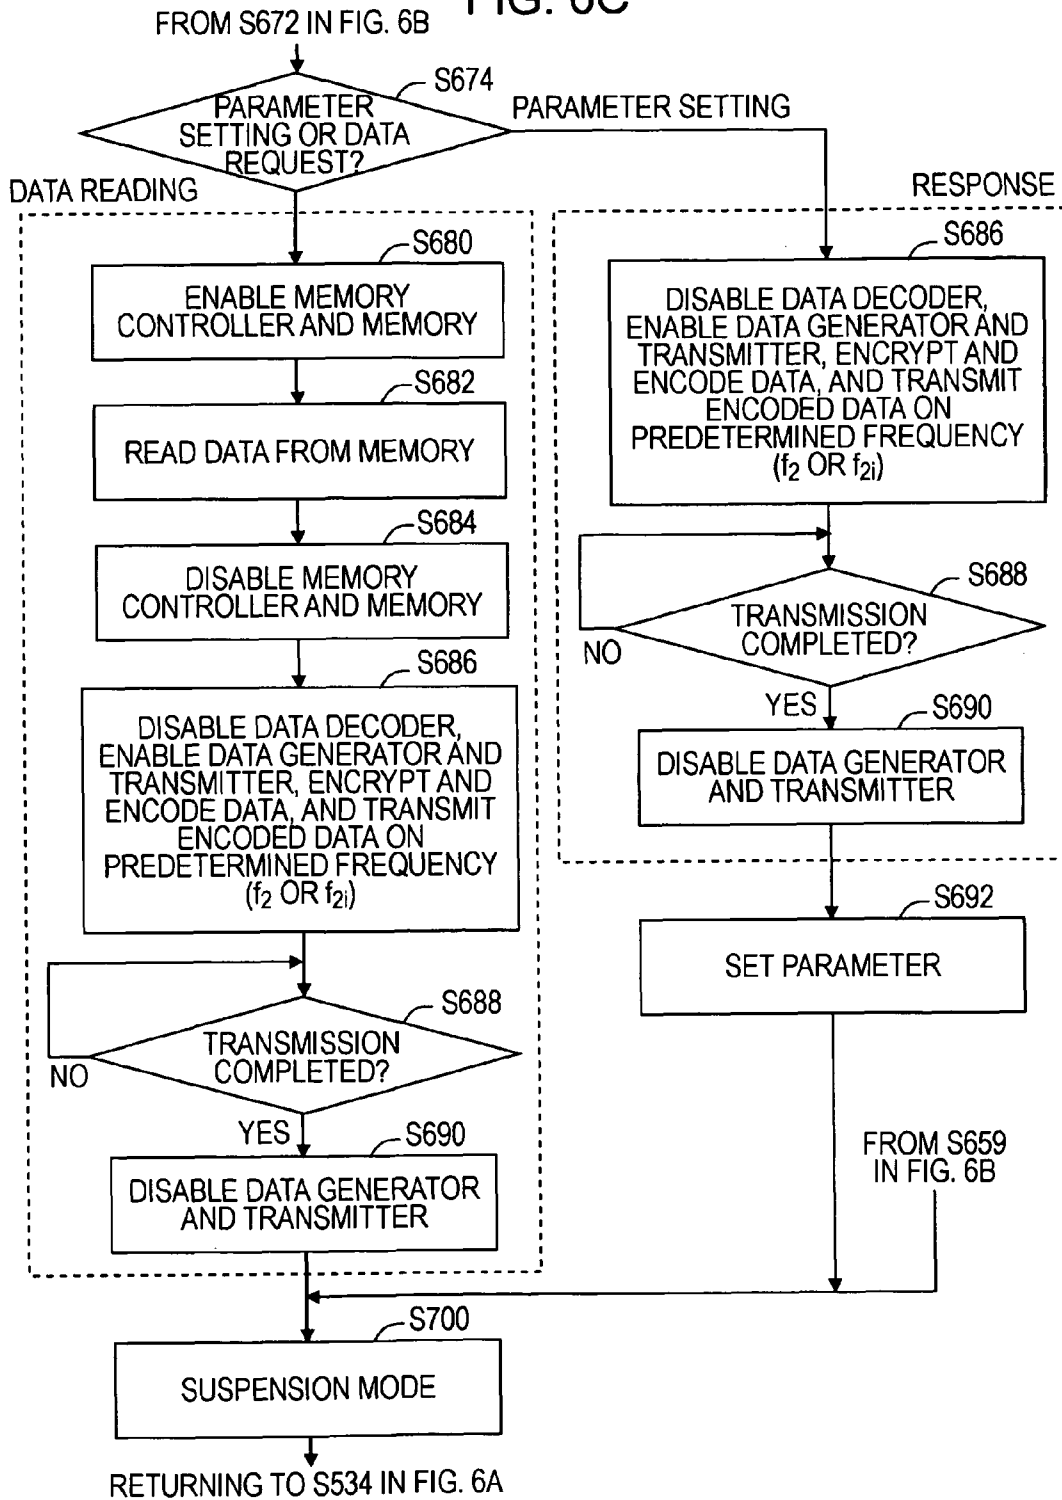 FIG. 6C
FROM S672 IN FIG. 6B
S674
PARAMETER
SETTING OR DATA
REQUEST?
PARAMETER SETTING
DATA READING
RESPONSE
S680
ENABLE MEMORY
CONTROLLER AND MEMORY
S682
READ DATA FROM MEMORY
S684
DISABLE MEMORY
CONTROLLER AND MEMORY
S686
DISABLE DATA DECODER,
ENABLE DATA GENERATOR AND
TRANSMITTER, ENCRYPT AND
ENCODE DATA, AND TRANSMIT
ENCODED DATA ON
PREDETERMINED FREQUENCY
(f2 OR f2i)
S688
TRANSMISSION
COMPLETED?
NO
YES
S690
DISABLE DATA GENERATOR
AND TRANSMITTER
S686
DISABLE DATA DECODER,
ENABLE DATA GENERATOR AND
TRANSMITTER, ENCRYPT AND
ENCODE DATA, AND TRANSMIT
ENCODED DATA ON
PREDETERMINED FREQUENCY
(f2 OR f2i)
S688
TRANSMISSION
COMPLETED?
NO
YES
S690
DISABLE DATA GENERATOR
AND TRANSMITTER
S692
SET PARAMETER
FROM S659
IN FIG. 6B
S700
SUSPENSION MODE
RETURNING TO S534 IN FIG. 6A